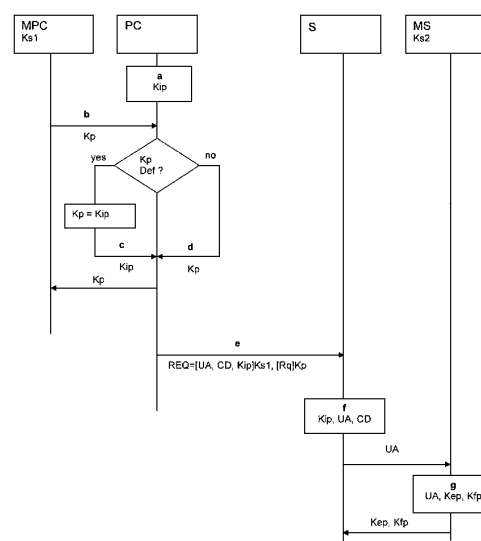 MPC
Ks1
PC
S
MS
Ks2
a
Kip
b
Kp
yes
Kp
Def ?
no
Kp = Kip
c
Kip
d
Kp
Kp
e
REQ=[UA, CD, Kip]Ks1, [Rq]Kp
f
Kip, UA, CD
UA
g
UA, Kep, Kfp
Kep, Kfp